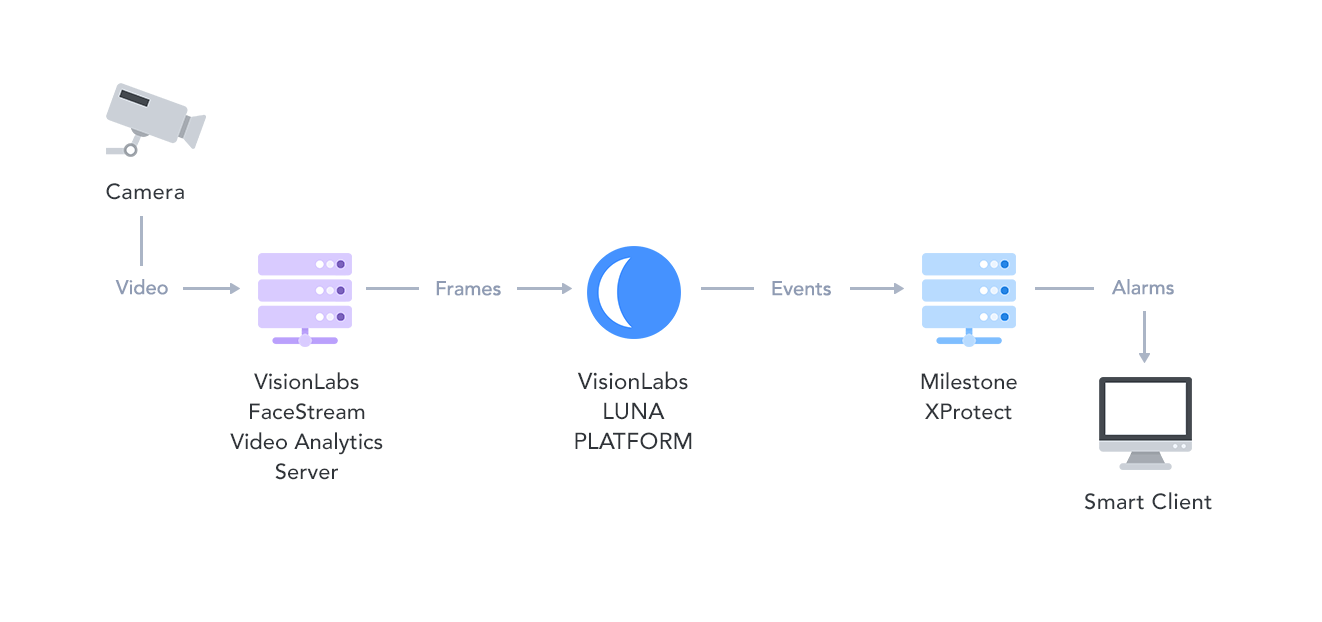 Camera
Video
Frames
Events
Alarms
VisionLabs
FaceStream
Video Analytics
Server
VisionLabs
LUNA
PLATFORM
Milestone
XProtect
Smart Client